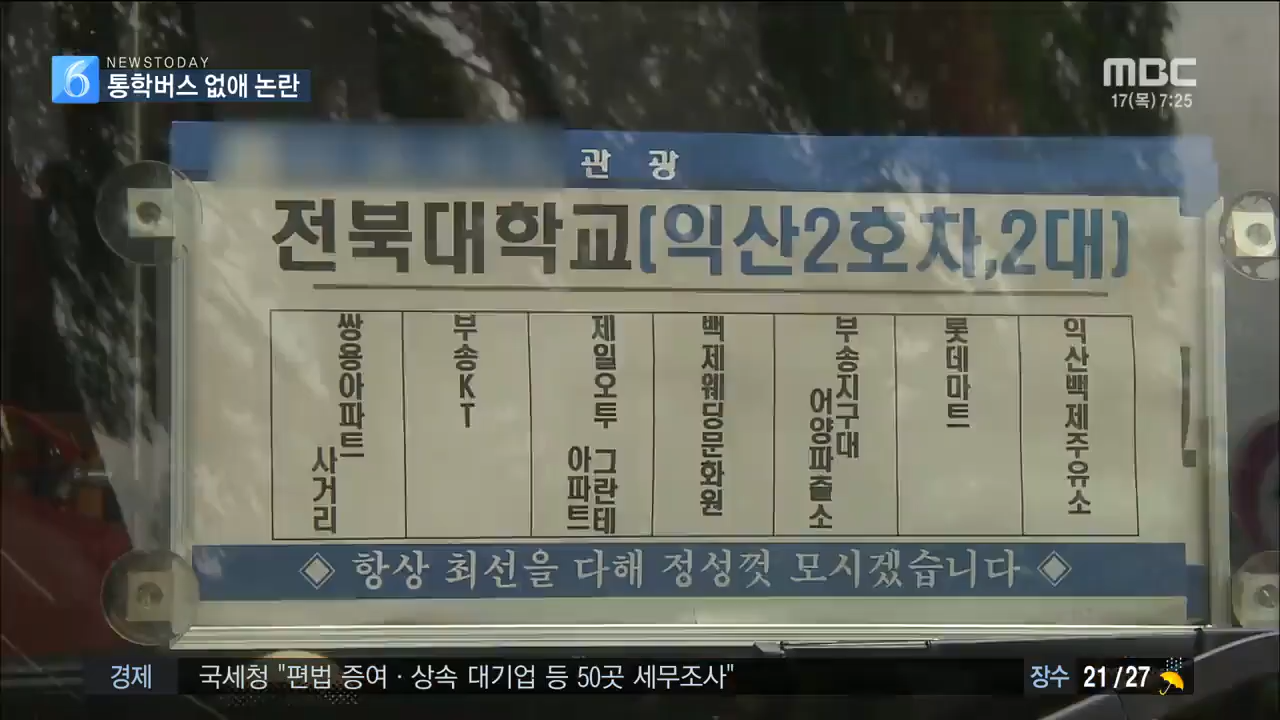 NEWSTODAY
6 통학버스 없애 논란
MBC
17(목) 7:25
관 광
전북대학교(익산2호차,2대)
쌍용아파트 사거리
부송KT
제일오투 그란테 아파트
백제웨딩문화원
부송지구대 어양파출소
롯데마트
익산백제주유소
◈ 항상 최선을 다해 정성껏 모시겠습니다 ◈
경제 국세청 "편법 증여·상속 대기업 등 50곳 세무조사"
장수 21/27